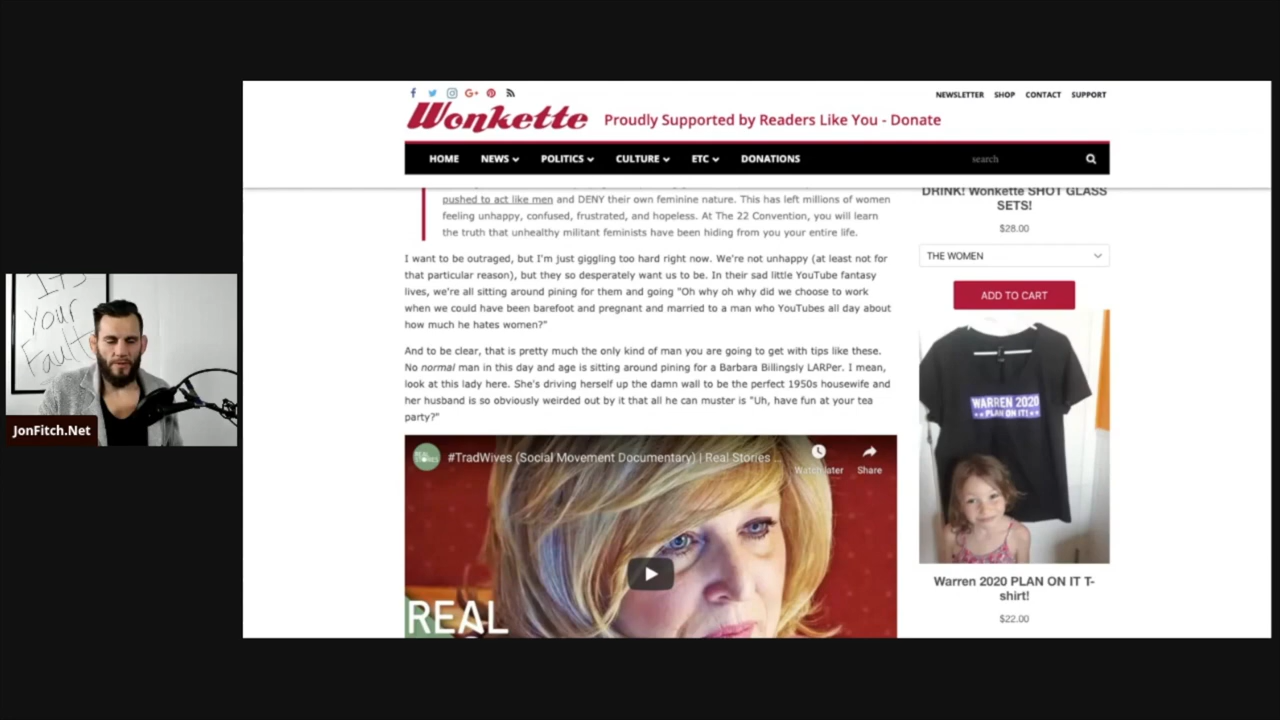 It's
Your
Fault
JonFitch.Net
NEWSLETTER SHOP CONTACT SUPPORT
Wonkette Proudly Supported by Readers Like You - Donate
HOME NEWS POLITICS CULTURE ETC DONATIONS search
pushed to act like men and DENY their own feminine nature. This has left millions of women
feeling unhappy, confused, frustrated, and hopeless. At The 22 Convention, you will learn
the truth that unhealthy militant feminists have been hiding from you your entire life.
I want to be outraged, but I'm just giggling too hard right now. We're not unhappy (at least not for
that particular reason), but they so desperately want us to be. In their sad little YouTube fantasy
lives, we're all sitting around pining for them and going "Oh why oh why did we choose to work
when we could have been barefoot and pregnant and married to a man who YouTubes all day about
how much he hates women?"
And to be clear, that is pretty much the only kind of man you are going to get with tips like these.
No normal man in this day and age is sitting around pining for a Barbara Billingsly LARPer. I mean,
look at this lady here. She's driving herself up the damn wall to be the perfect 1950s housewife and
her husband is so obviously weirded out by it that all he can muster is "Uh, have fun at your tea
party?"
#TradWives (Social Movement Documentary) | Real Stories ...
Watch later Share
REAL
DRINK! Wonkette SHOT GLASS
SETS!
$28.00
THE WOMEN
ADD TO CART
WARREN 2020
PLAN ON IT!
Warren 2020 PLAN ON IT T-
shirt!
$22.00